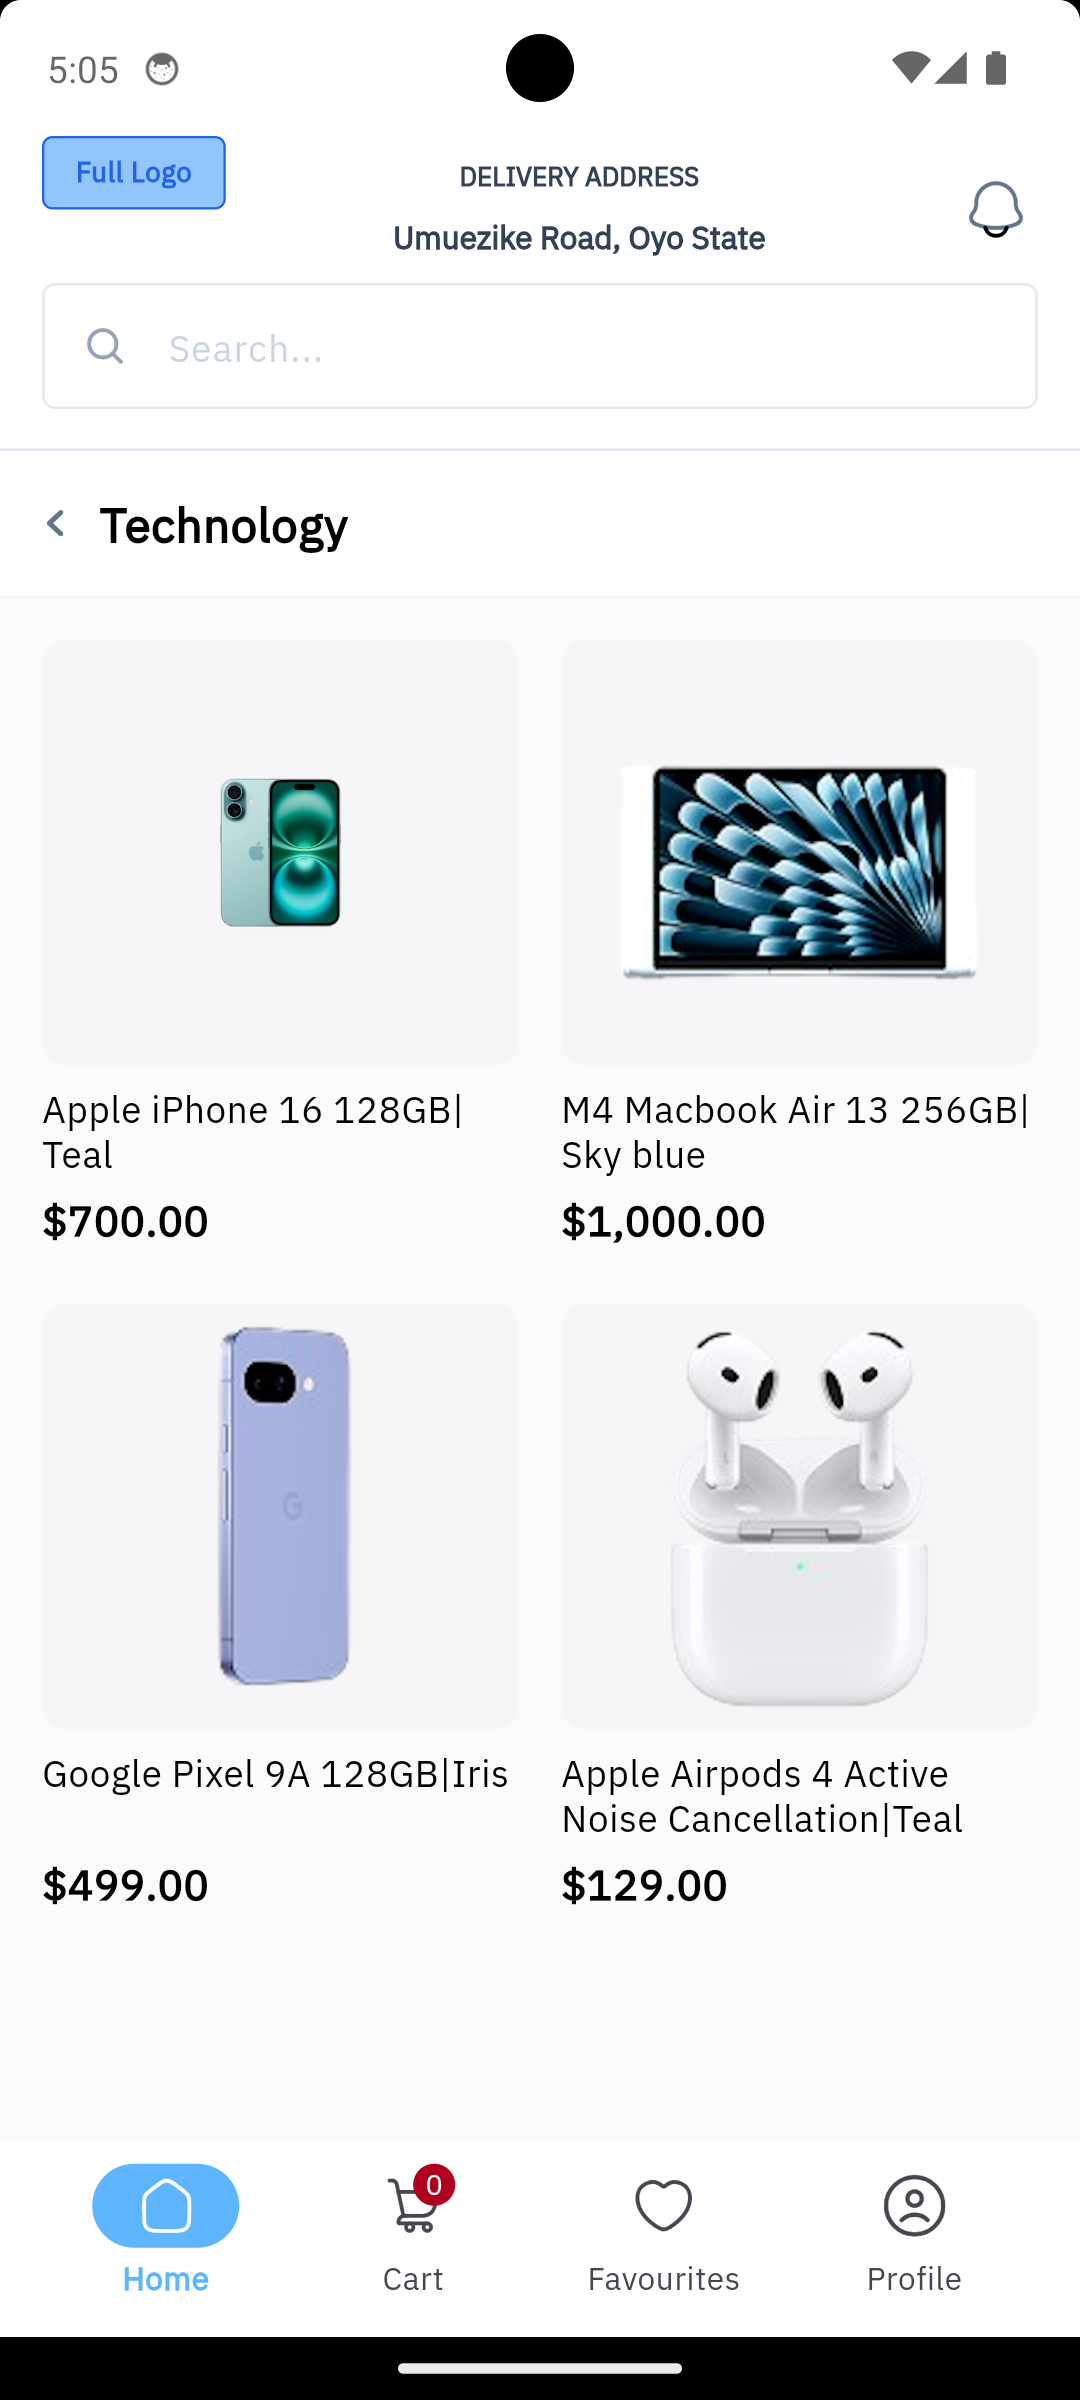 5:05
Full Logo
DELIVERY ADDRESS
Umuezike Road, Oyo State
Search...
Technology
Apple iPhone 16 128GB|
Teal
$700.00
M4 Macbook Air 13 256GB|
Sky blue
$1,000.00
Google Pixel 9A 128GB|Iris
$499.00
Apple Airpods 4 Active
Noise Cancellation|Teal
$129.00
Home
0
Cart
Favourites
Profile